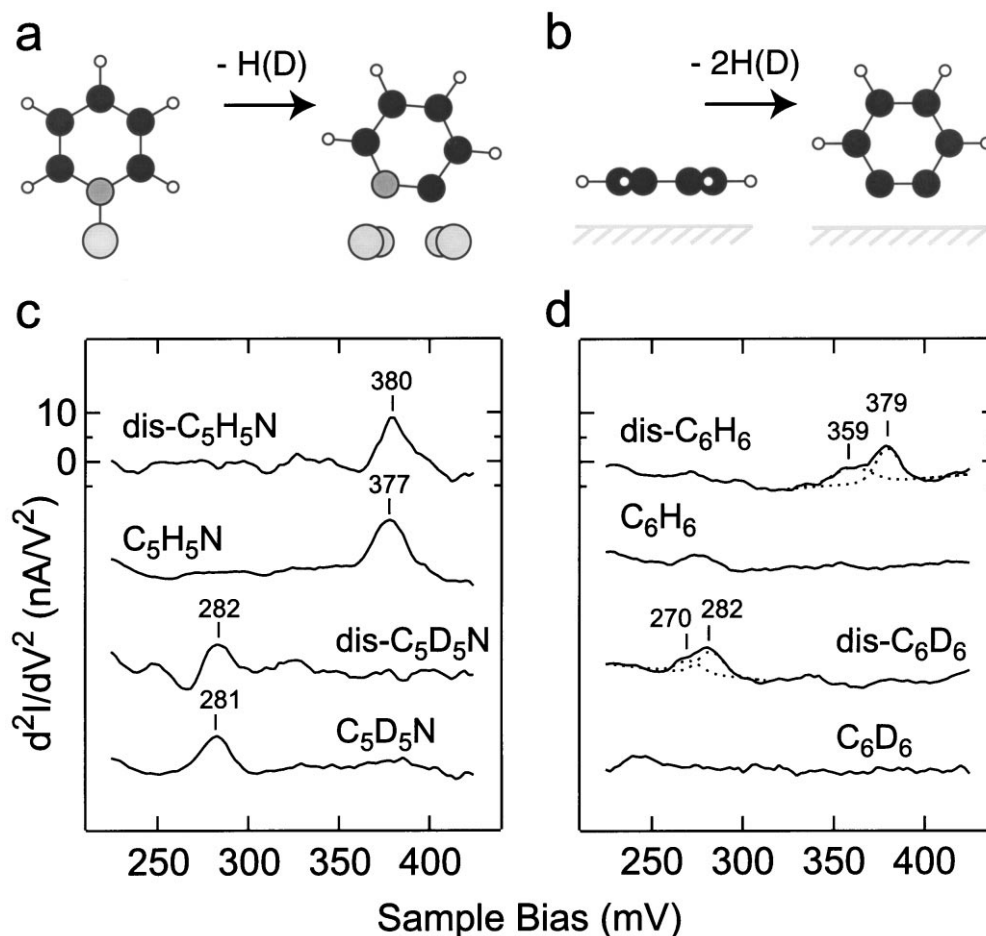 a
- H(D)
b
- 2H(D)
c
d
d²I/dV² (nA/V²)
10
0
dis-C₅H₅N
380
C₅H₅N
377
dis-C₅D₅N
282
C₅D₅N
281
250
300
350
400
dis-C₆H₆
359
379
C₆H₆
dis-C₆D₆
270
282
C₆D₆
250
300
350
400
Sample Bias (mV)